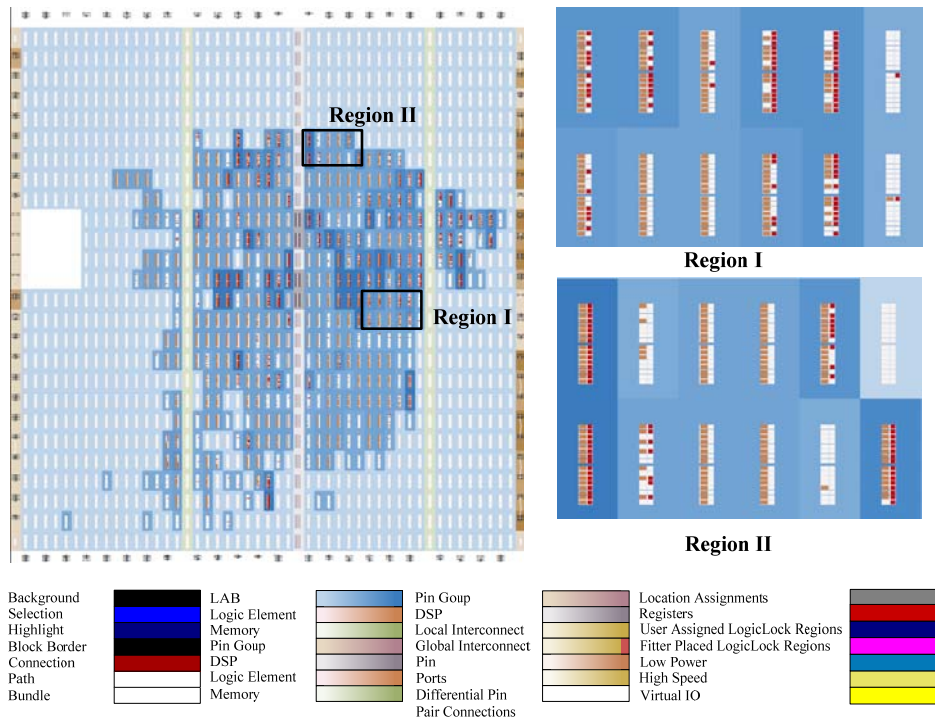 Region II
Region I
Region I
Region II
Background
Selection
Highlight
Block Border
Connection
Path
Bundle
LAB
Logic Element
Memory
Pin Goup
DSP
Logic Element
Memory
Pin Goup
DSP
Local Interconnect
Global Interconnect
Pin
Ports
Differential Pin
Pair Connections
Location Assignments
Registers
User Assigned LogicLock Regions
Fitter Placed LogicLock Regions
Low Power
High Speed
Virtual IO